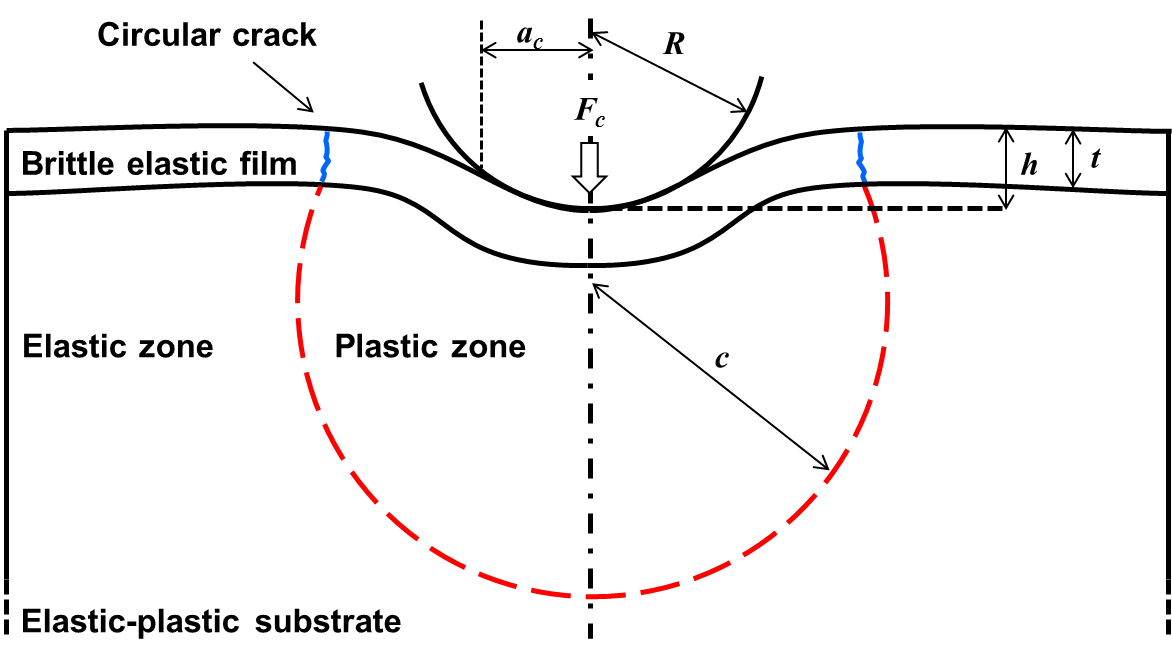 Circular crack
a_c
R
F_c
Brittle elastic film
h
t
Elastic zone
Plastic zone
c
Elastic-plastic substrate